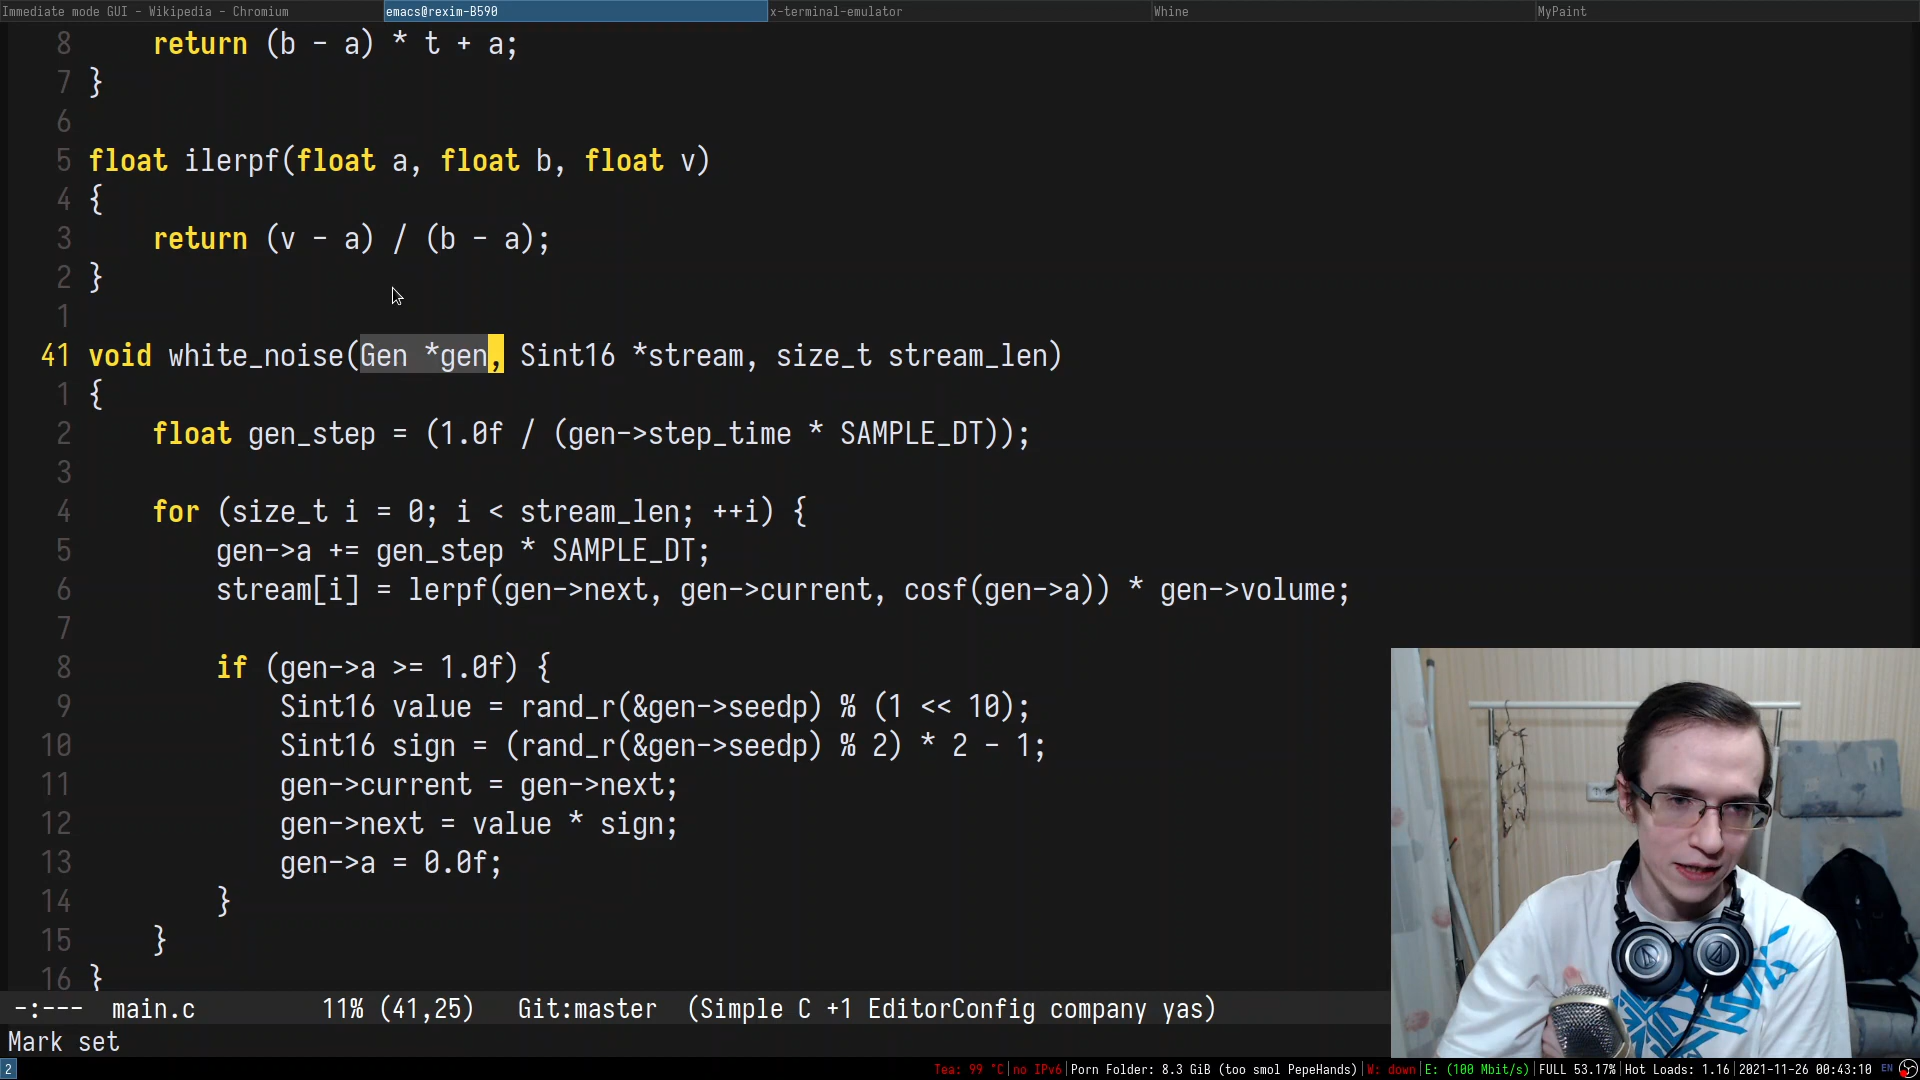 Immediate mode GUI - Wikipedia - Chromium emacs@rexim-B590 x-terminal-emulator Whine MyPaint
8 return (b - a) * t + a;
7 }
6
5 float ilerpf(float a, float b, float v)
4 {
3 return (v - a) / (b - a);
2 }
1
41 void white_noise(Gen *gen, Sint16 *stream, size_t stream_len)
1 {
2 float gen_step = (1.0f / (gen->step_time * SAMPLE_DT));
3
4 for (size_t i = 0; i < stream_len; ++i) {
5 gen->a += gen_step * SAMPLE_DT;
6 stream[i] = lerpf(gen->next, gen->current, cosf(gen->a)) * gen->volume;
7
8 if (gen->a >= 1.0f) {
9 Sint16 value = rand_r(&gen->seedp) % (1 << 10);
10 Sint16 sign = (rand_r(&gen->seedp) % 2) * 2 - 1;
11 gen->current = gen->next;
12 gen->next = value * sign;
13 gen->a = 0.0f;
14 }
15 }
16 }
-:--- main.c 11% (41,25) Git:master (Simple C +1 EditorConfig company yas)
Mark set
2 Tea: 99 °C|no IPv6|Porn Folder: 8.3 GiB (too smol PepeHands)|W: down|E: (100 Mbit/s)|FULL 53.17%|Hot Loads: 1.16|2021-11-26 00:43:10 EN